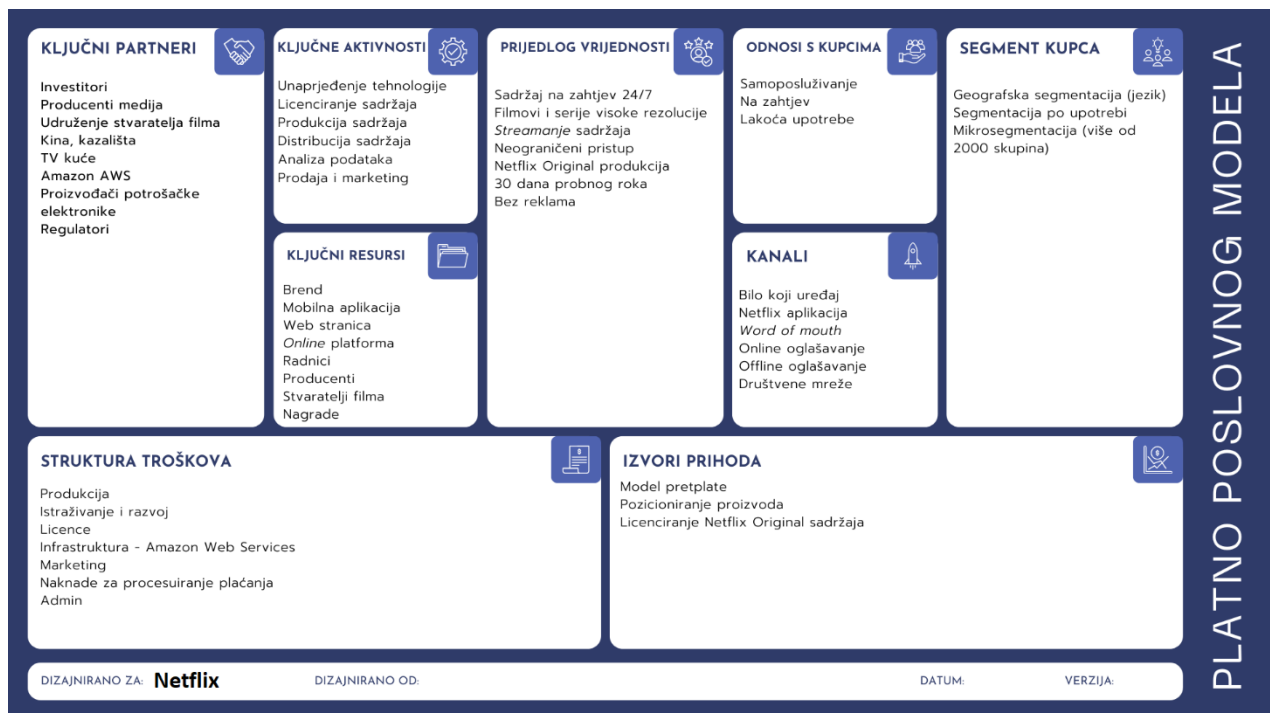 KLJUČNI PARTNERI
Investitori
Producenti medija
Udruženje stvaratelja filma
Kina, kazališta
TV kuće
Amazon AWS
Proizvođači potrošačke
elektronike
Regulatori
KLJUČNE AKTIVNOSTI
Unaprjeđenje tehnologije
Licenciranje sadržaja
Produkcija sadržaja
Distribucija sadržaja
Analiza podataka
Prodaja i marketing
KLJUČNI RESURSI
Brend
Mobilna aplikacija
Web stranica
Online platforma
Radnici
Producenti
Stvaratelji filma
Nagrade
PRIJEDLOG VRIJEDNOSTI
Sadržaj na zahtjev 24/7
Filmovi i serije visoke rezolucije
Streamanje sadržaja
Neograničeni pristup
Netflix Original produkcija
30 dana probnog roka
Bez reklama
ODNOSI S KUPCIMA
Samoposluživanje
Na zahtjev
Lakoća upotrebe
KANALI
Bilo koji uređaj
Netflix aplikacija
Word of mouth
Online oglašavanje
Offline oglašavanje
Društvene mreže
SEGMENT KUPCA
Geografska segmentacija (jezik)
Segmentacija po upotrebi
Mikrosegmentacija (više od
2000 skupina)
STRUKTURA TROŠKOVA
Produkcija
Istraživanje i razvoj
Licence
Infrastruktura - Amazon Web Services
Marketing
Naknade za procesuiranje plaćanja
Admin
IZVORI PRIHODA
Model pretplate
Pozicioniranje proizvoda
Licenciranje Netflix Original sadržaja
DIZAJNIRANO ZA: Netflix
DIZAJNIRANO OD:
DATUM:
VERZIJA:
PLATNO POSLOVNOG MODELA